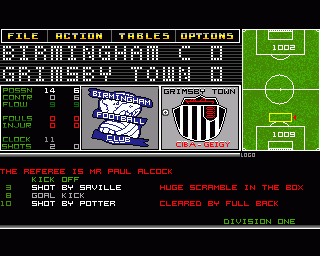 FILE ACTION TABLES OPTIONS
BIRMINGHAM C 0
GRIMSBY TOWN 0
POSSN 14 6
CONTR 0 6
FLOW 9 9
FOULS 0 0
INJUR 0 0
CLOCK 11
SHOTS 2 0
BIRMINGHAM
FOOTBALL
CLUB
GRIMSBY TOWN
CIBA-GEIGY
1002
1009
LOGO
THE REFEREE IS MR PAUL ALCOCK
KICK OFF
3 SHOT BY SAVILLE HUGE SCRAMBLE IN THE BOX
8 GOAL KICK
10 SHOT BY POTTER CLEARED BY FULL BACK
DIVISION ONE